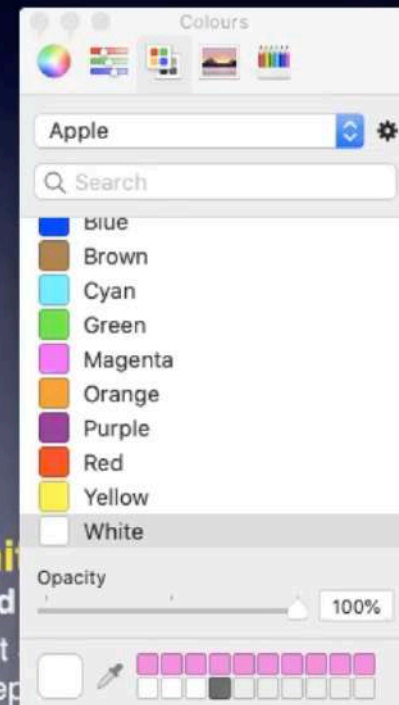 Colours
Apple
Search
Blue
Brown
Cyan
Green
Magenta
Orange
Purple
Red
Yellow
White
Opacity
100%